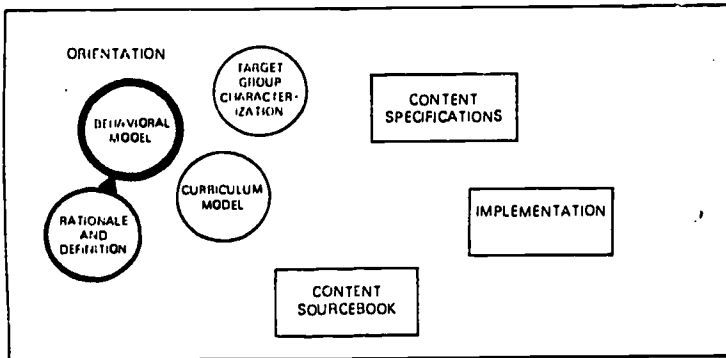 ORIENTATION
TARGET
GROUP
CHARACTER-
IZATION
BEHAVIORAL
MODEL
CONTENT
SPECIFICATIONS
CURRICULUM
MODEL
RATIONALE
AND
DEFINITION
IMPLEMENTATION
CONTENT
SOURCEBOOK